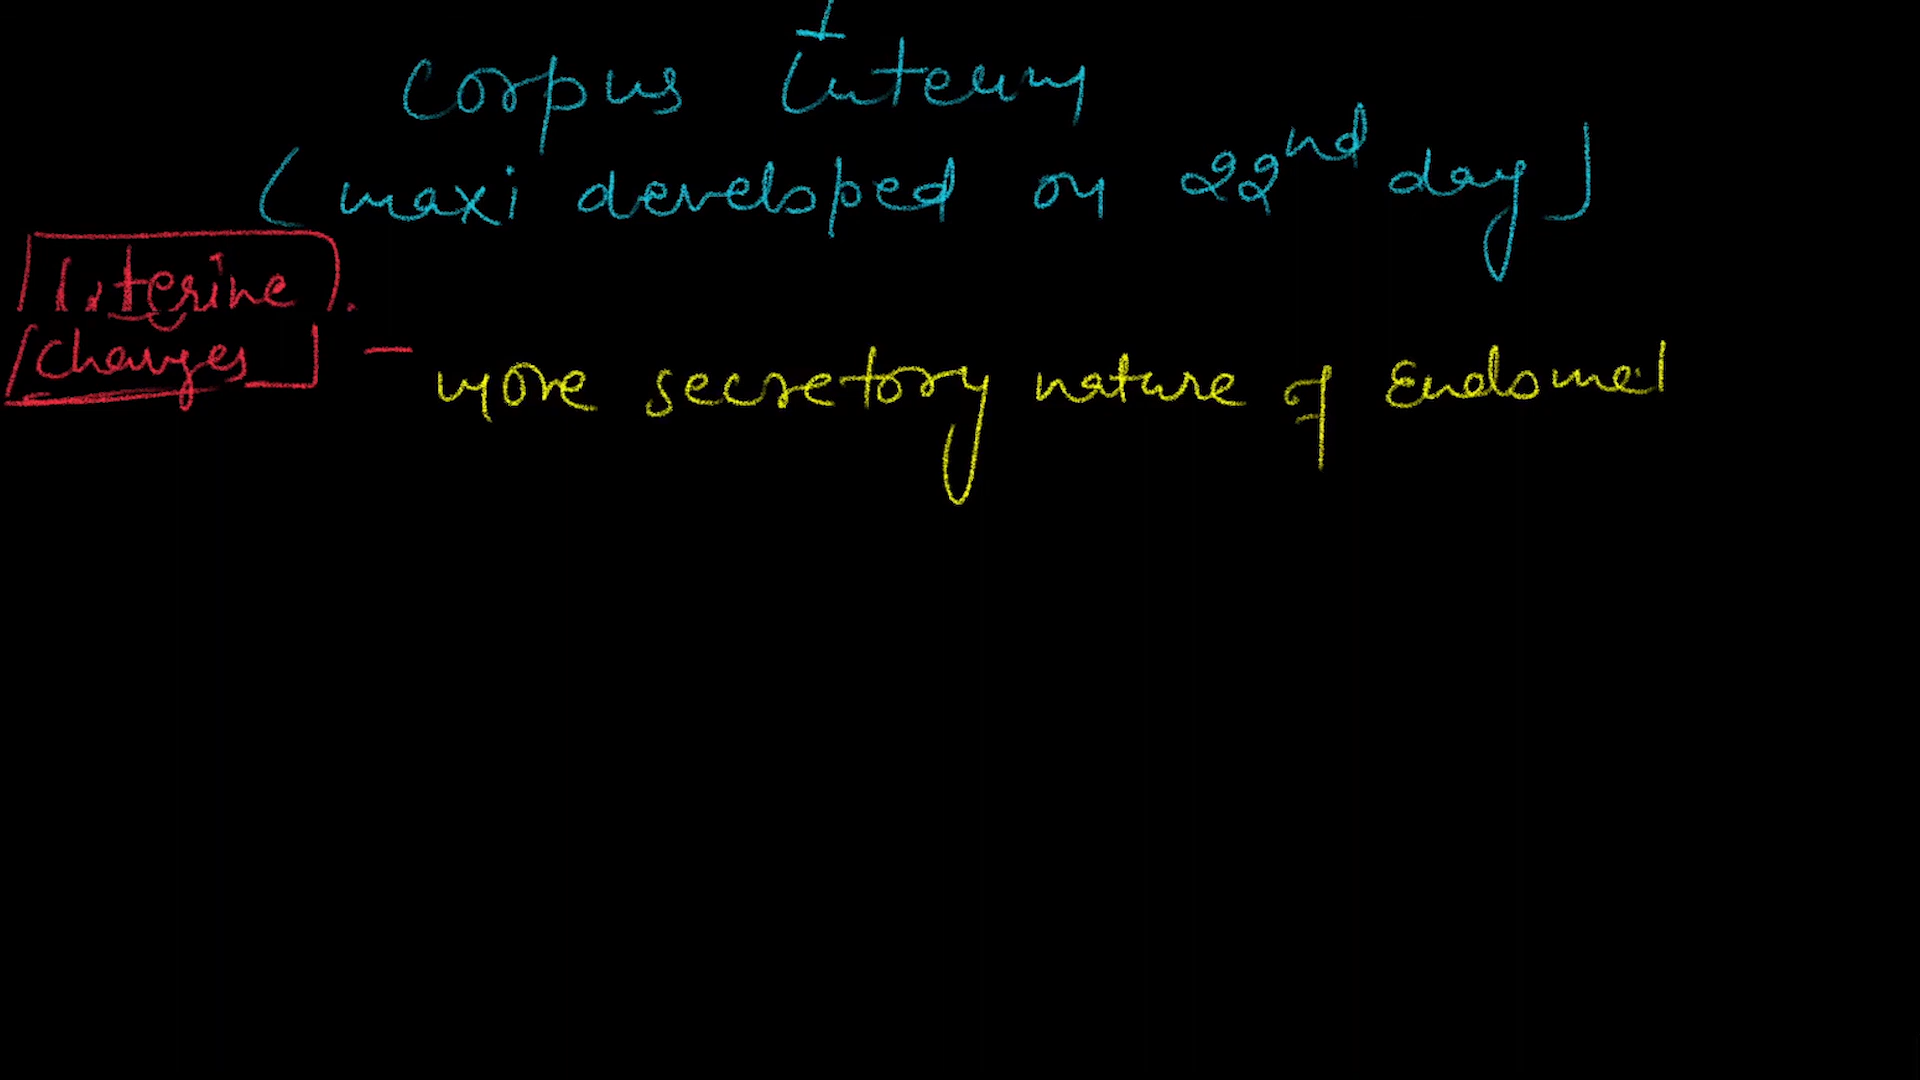 corpus luteum
(maxi developed on 22nd day)
Uterine
changes - more secretory nature of Endomet